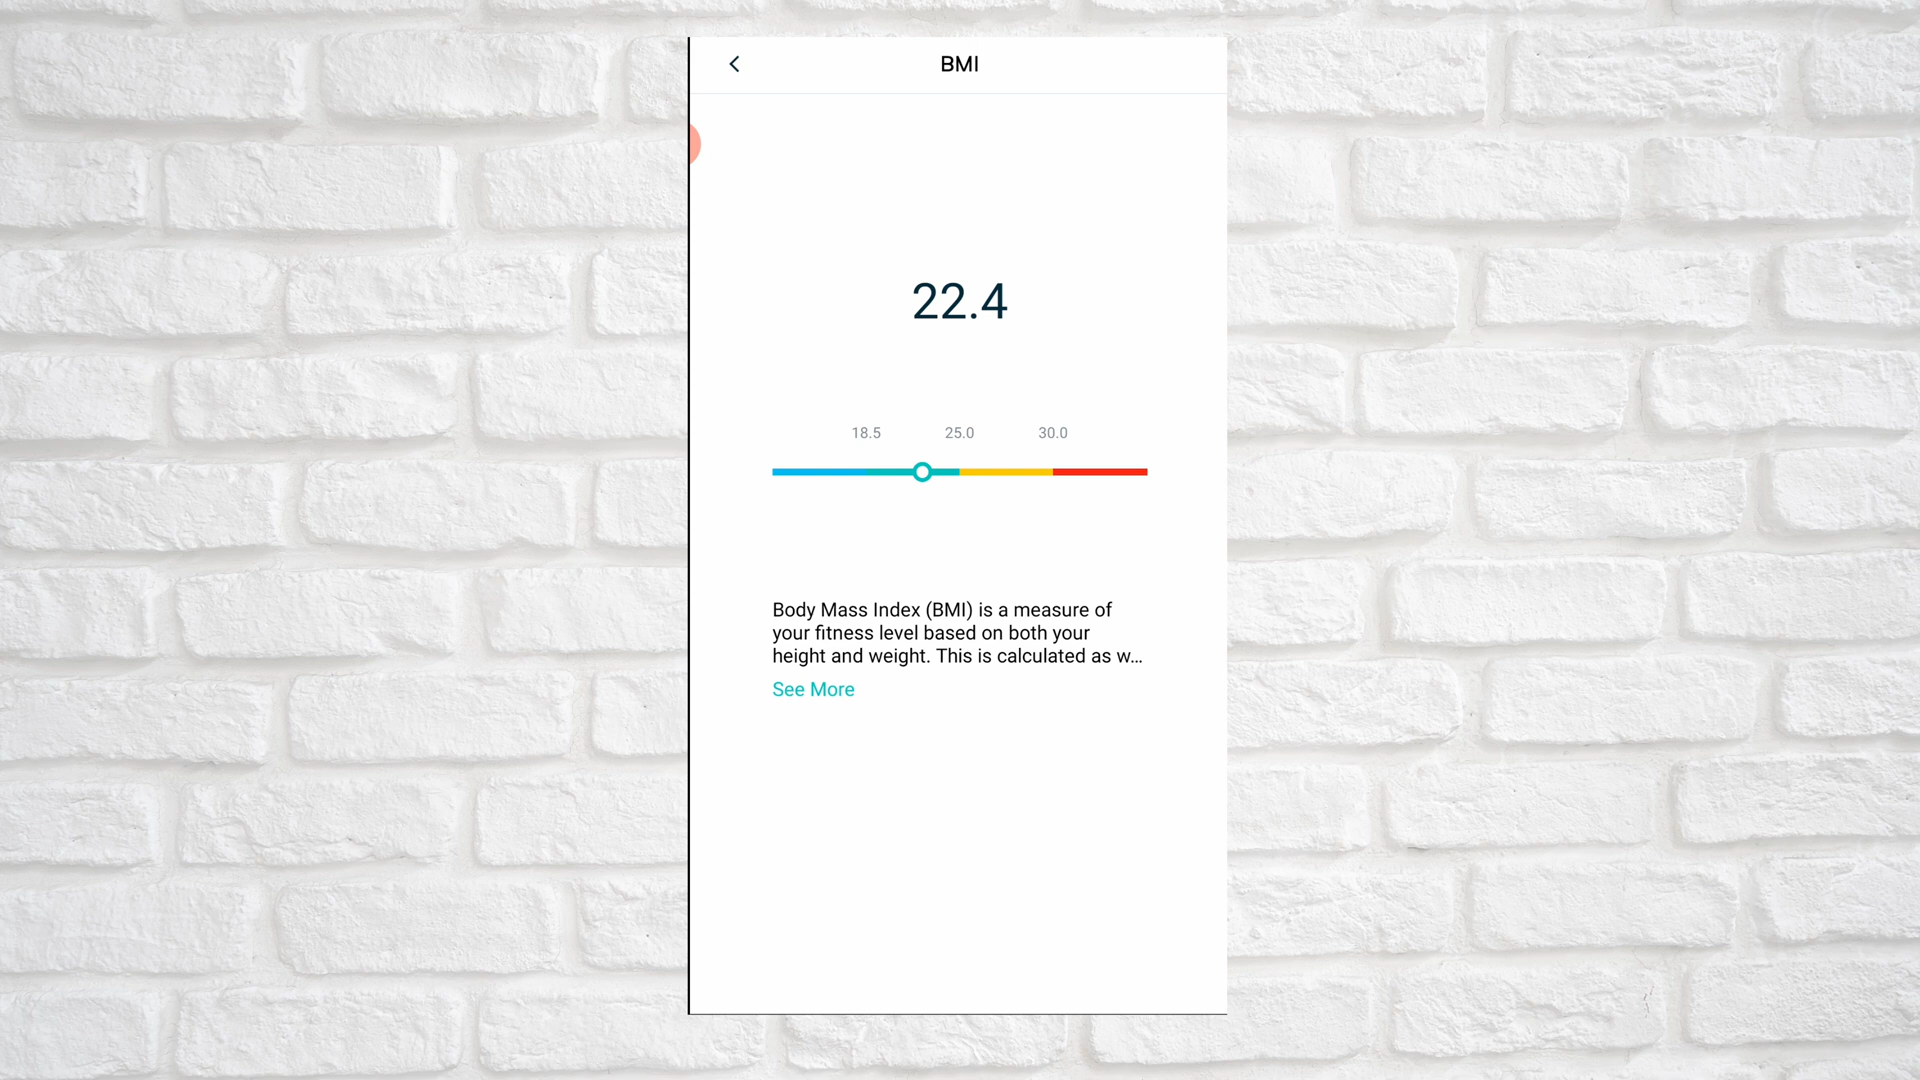 BMI
22.4
18.5 25.0 30.0
Body Mass Index (BMI) is a measure of
your fitness level based on both your
height and weight. This is calculated as w...
See More